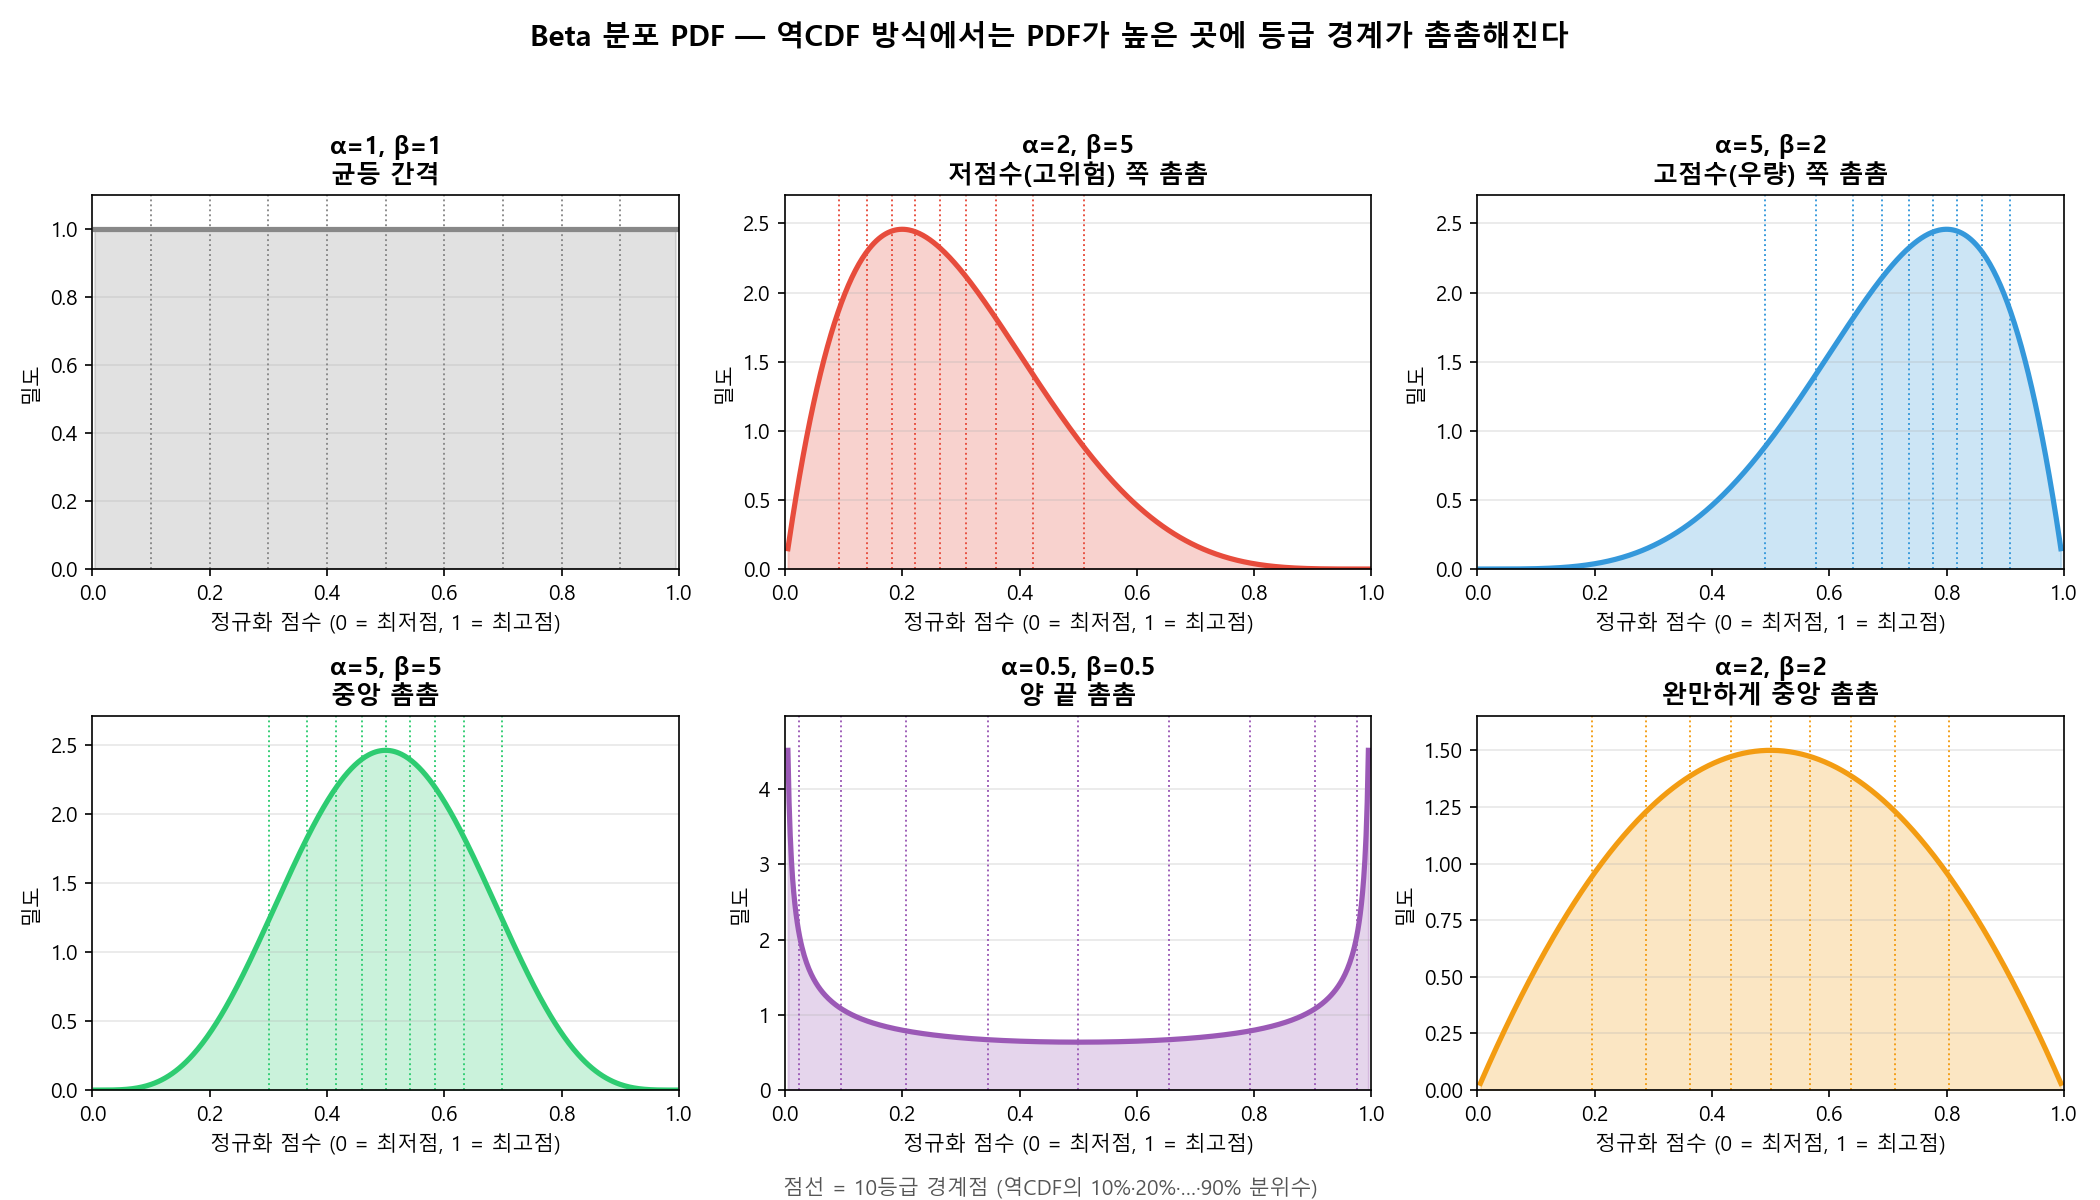 Beta 분포 PDF — 역CDF 방식에서는 PDF가 높은 곳에 등급 경계가 촘촘해진다
α=1, β=1
균등 간격
1.0
0.8
0.6
0.4
0.2
0.0
밀도
0.0 0.2 0.4 0.6 0.8 1.0
정규화 점수 (0 = 최저점, 1 = 최고점)
α=2, β=5
저점수(고위험) 쪽 촘촘
2.5
2.0
1.5
1.0
0.5
0.0
밀도
0.0 0.2 0.4 0.6 0.8 1.0
정규화 점수 (0 = 최저점, 1 = 최고점)
α=5, β=2
고점수(우량) 쪽 촘촘
2.5
2.0
1.5
1.0
0.5
0.0
밀도
0.0 0.2 0.4 0.6 0.8 1.0
정규화 점수 (0 = 최저점, 1 = 최고점)
α=5, β=5
중앙 촘촘
2.5
2.0
1.5
1.0
0.5
0.0
밀도
0.0 0.2 0.4 0.6 0.8 1.0
정규화 점수 (0 = 최저점, 1 = 최고점)
α=0.5, β=0.5
양 끝 촘촘
4
3
2
1
0
밀도
0.0 0.2 0.4 0.6 0.8 1.0
정규화 점수 (0 = 최저점, 1 = 최고점)
α=2, β=2
완만하게 중앙 촘촘
1.50
1.25
1.00
0.75
0.50
0.25
0.00
밀도
0.0 0.2 0.4 0.6 0.8 1.0
정규화 점수 (0 = 최저점, 1 = 최고점)
점선 = 10등급 경계점 (역CDF의 10%·20%·…·90% 분위수)